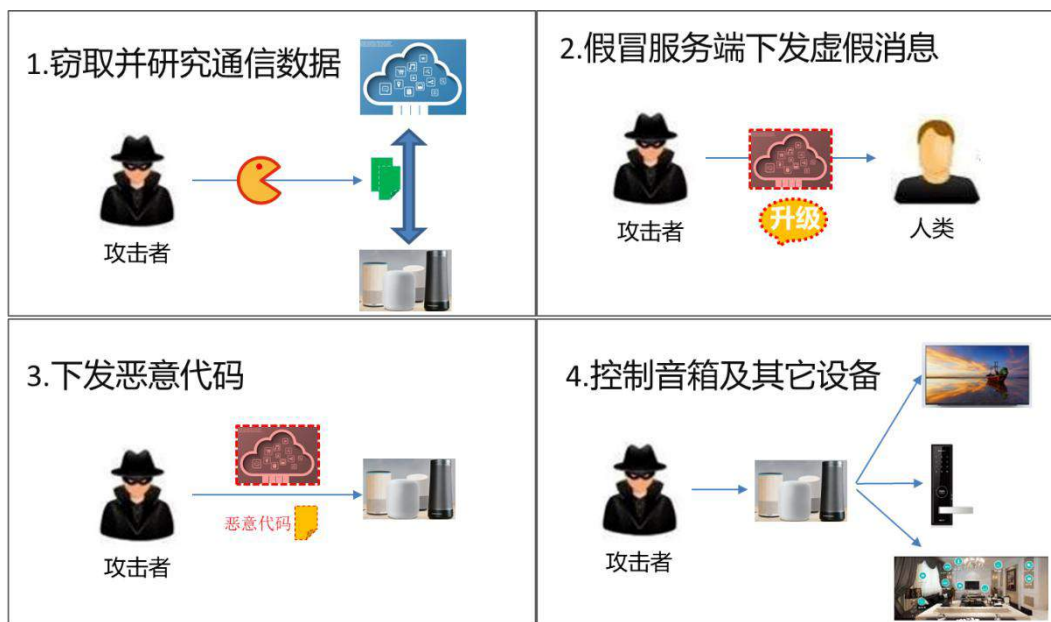 1.窃取并研究通信数据
攻击者
2.假冒服务端下发虚假消息
升级
攻击者
人类
3.下发恶意代码
恶意代码
攻击者
4.控制音箱及其它设备
攻击者